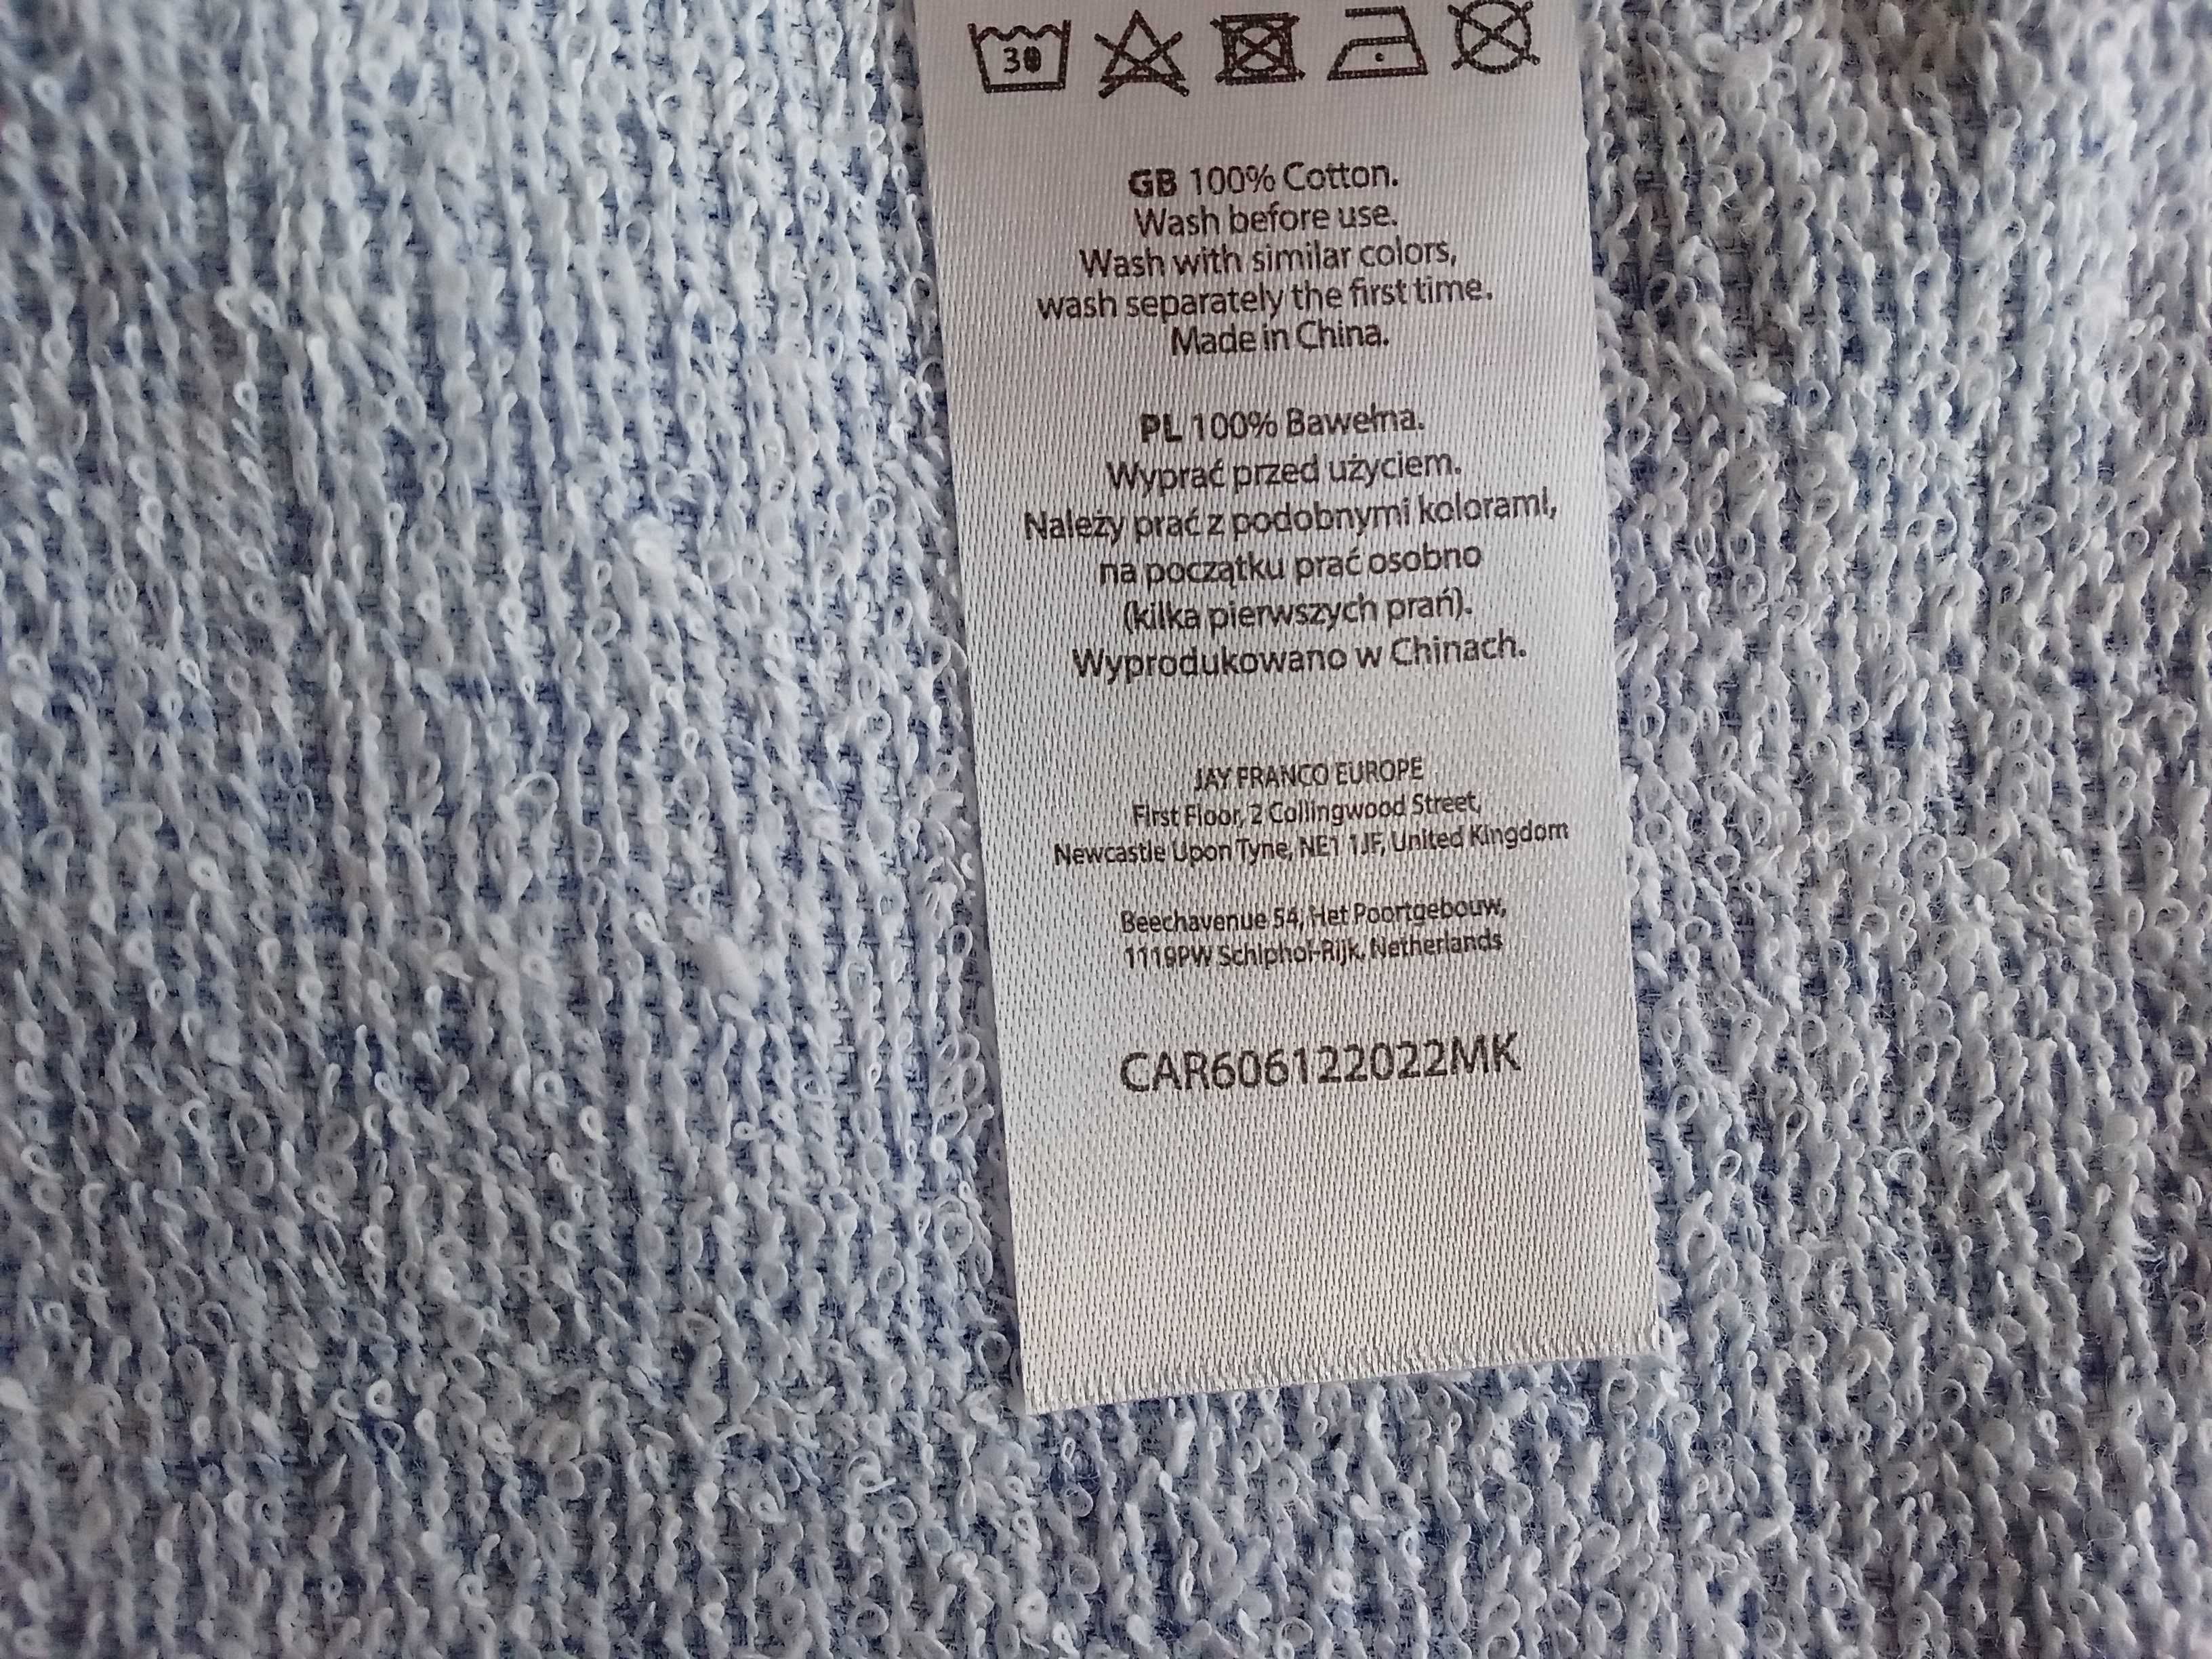 30
GB 100% Cotton.
Wash before use.
Wash with similar colors,
wash separately the first time.
Made in China.
PL 100% Bawełna.
Wyprać przed użyciem.
Należy prać z podobnymi kolorami,
na początku prać osobno
(kilka pierwszych prań).
Wyprodukowano w Chinach.
JAY FRANCO EUROPE
First Floor, 2 Collingwood Street,
Newcastle Upon Tyne, NE1 1JF, United Kingdom
Beechavenue 54, Het Poortgebouw,
1119PW Schiphol-Rijk, Netherlands
CAR606122022MK